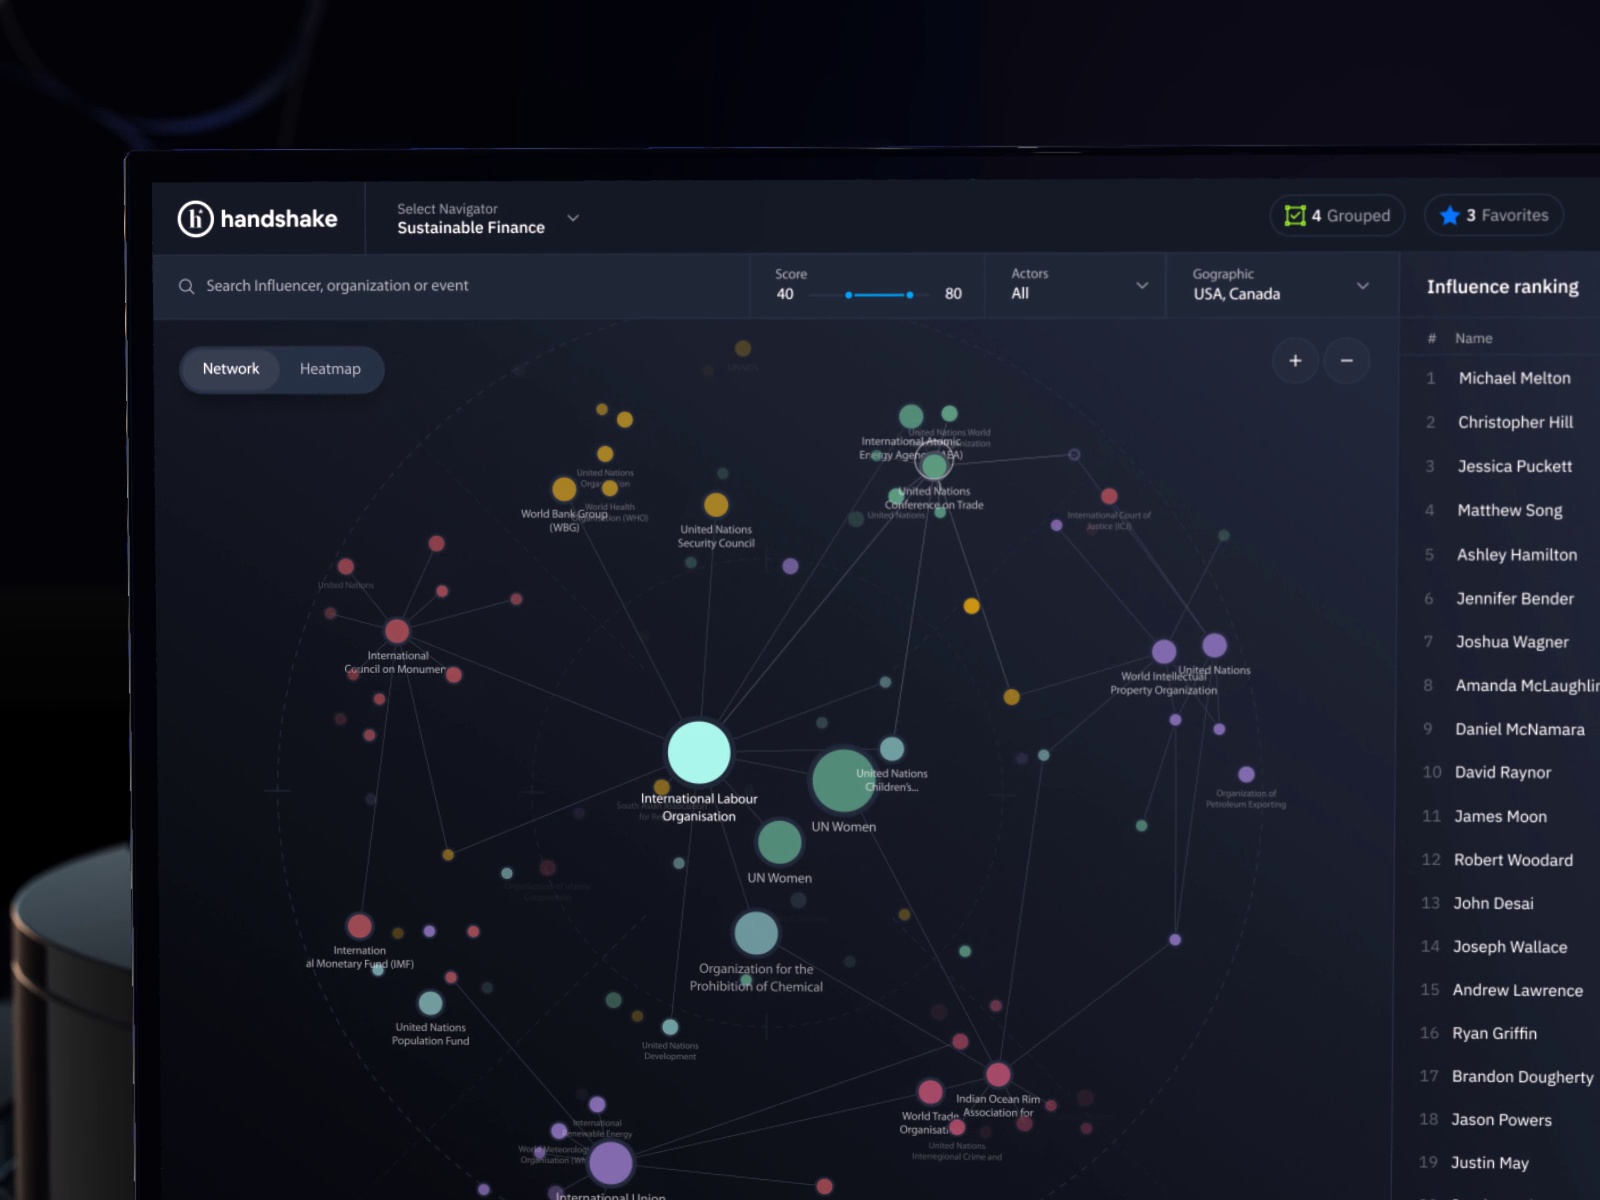 handshake
Select Navigator
Sustainable Finance
4 Grouped
3 Favorites
Search Influencer, organization or event
Score
40
80
Actors
All
Gographic
USA, Canada
Influence ranking
Network
Heatmap
+
−
# Name
1 Michael Melton
2 Christopher Hill
3 Jessica Puckett
4 Matthew Song
5 Ashley Hamilton
6 Jennifer Bender
7 Joshua Wagner
8 Amanda McLaughlin
9 Daniel McNamara
10 David Raynor
11 James Moon
12 Robert Woodard
13 John Desai
14 Joseph Wallace
15 Andrew Lawrence
16 Ryan Griffin
17 Brandon Dougherty
18 Jason Powers
19 Justin May
United Nations World
International Atomic
Energy Agency (IAEA)
United Nations
Conference on Trade
United Nations
United Nations
World Health
Organisation (WHO)
World Bank Group
(WBG)
United Nations
Security Council
International Court of
Justice (ICJ)
United Nations
International
Council on Monumen
United Nations
World Intellectual
Property Organization
United Nations
Children's...
Organization of
Petroleum Exporting
International Labour
Organisation
UN Women
UN Women
Organization for the
Prohibition of Chemical
Internation
al Monetary Fund (IMF)
United Nations
Population Fund
United Nations
Development
Indian Ocean Rim
Association for
World Trade
Organisati
United Nations
Interregional Crime and
International
Renewable Energy
World Meteorolog
Organisation (W
International Union